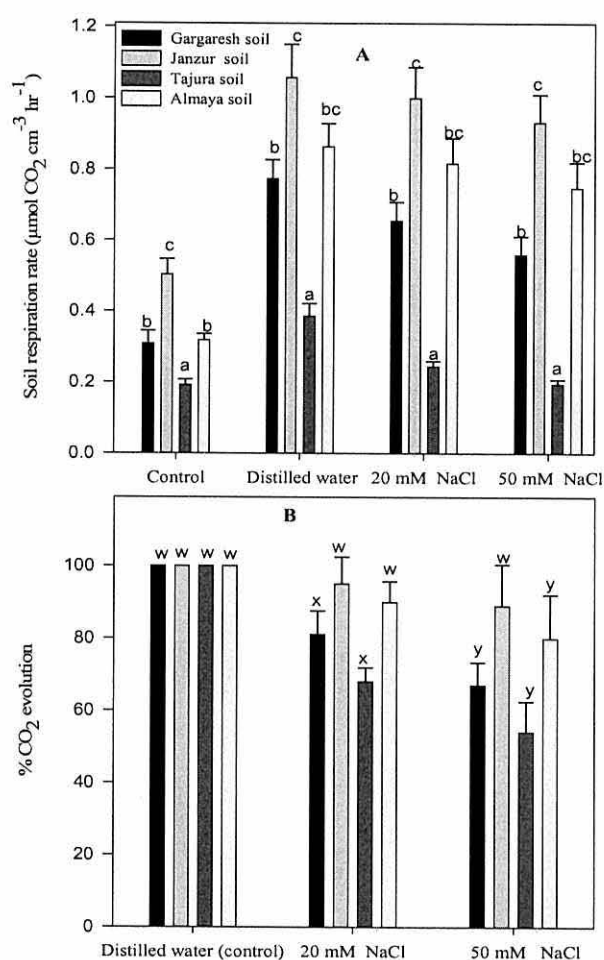 Gargaresh soil
Janzur soil
Tajura soil
Almaya soil
A
Soil respiration rate (μmol CO₂ cm⁻³ hr⁻¹)
1.2
1.0
0.8
0.6
0.4
0.2
0.0
b c a b
b c a bc
b c a bc
b c a bc
Control Distilled water 20 mM NaCl 50 mM NaCl
B
%CO₂ evolution
100
80
60
40
20
0
w w w w
x w x w
y w y y
Distilled water (control) 20 mM NaCl 50 mM NaCl